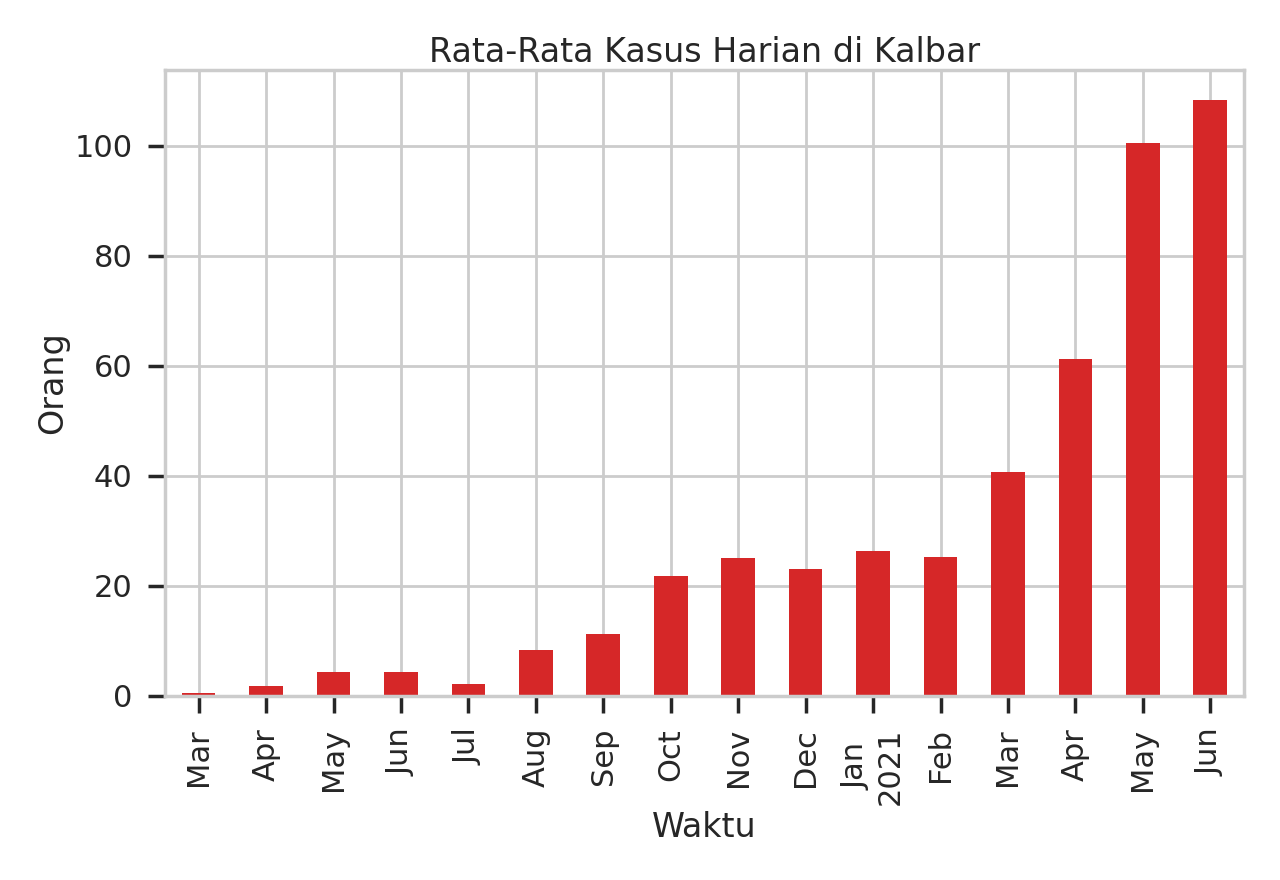 Rata-Rata Kasus Harian di Kalbar
Orang
100
80
60
40
20
0
Mar
Apr
May
Jun
Jul
Aug
Sep
Oct
Nov
Dec
Jan
2021
Feb
Mar
Apr
May
Jun
Waktu